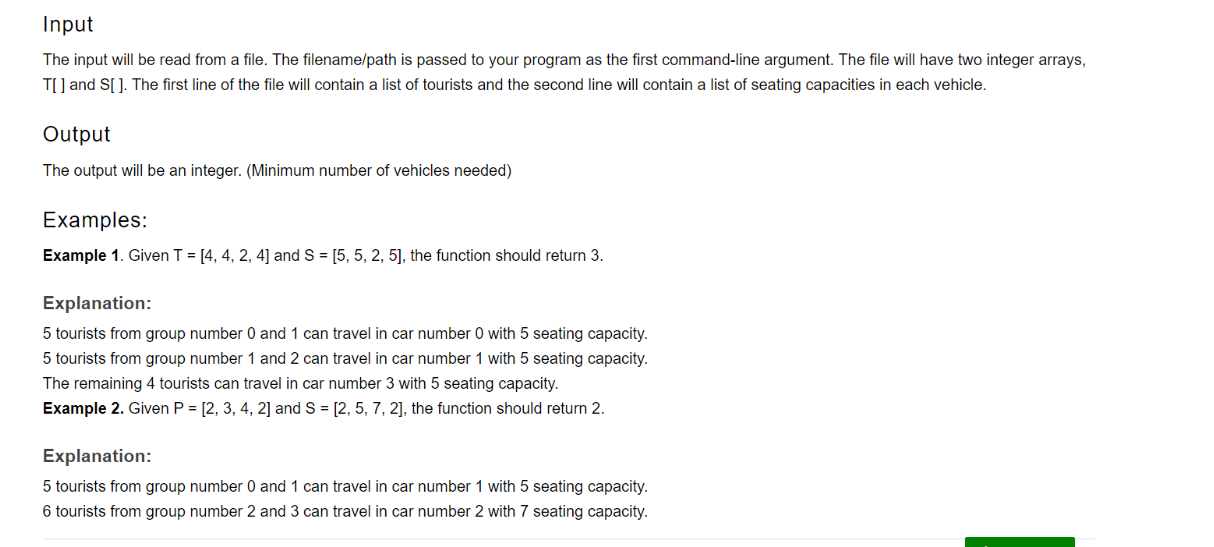 Input
The input will be read from a file. The filename/path is passed to your program as the first command-line argument. The file will have two integer arrays,
T[ ] and S[ ]. The first line of the file will contain a list of tourists and the second line will contain a list of seating capacities in each vehicle.
Output
The output will be an integer. (Minimum number of vehicles needed)
Examples:
Example 1. Given T = [4, 4, 2, 4] and S = [5, 5, 2, 5], the function should return 3.
Explanation:
5 tourists from group number 0 and 1 can travel in car number 0 with 5 seating capacity.
5 tourists from group number 1 and 2 can travel in car number 1 with 5 seating capacity.
The remaining 4 tourists can travel in car number 3 with 5 seating capacity.
Example 2. Given P = [2, 3, 4, 2] and S = [2, 5, 7, 2], the function should return 2.
Explanation:
5 tourists from group number 0 and 1 can travel in car number 1 with 5 seating capacity.
6 tourists from group number 2 and 3 can travel in car number 2 with 7 seating capacity.